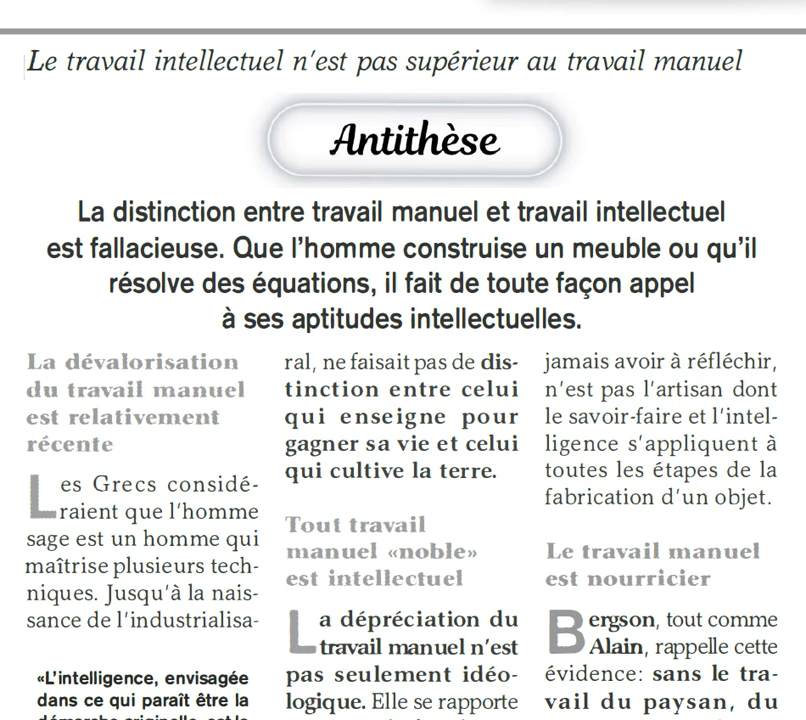 Le travail intellectuel n'est pas supérieur au travail manuel
Antithèse
La distinction entre travail manuel et travail intellectuel
est fallacieuse. Que l'homme construise un meuble ou qu'il
résolve des équations, il fait de toute façon appel
à ses aptitudes intellectuelles.
La dévalorisation
du travail manuel
est relativement
récente
Les Grecs considé-
raient que l'homme
sage est un homme qui
maîtrise plusieurs tech-
niques. Jusqu'à la nais-
sance de l'industrialisa-
«L'intelligence, envisagée
dans ce qui paraît être la
démarche originelle, est le
ral, ne faisait pas de dis-
tinction entre celui
qui enseigne pour
gagner sa vie et celui
qui cultive la terre.
Tout travail
manuel «noble»
est intellectuel
La dépréciation du
travail manuel n'est
pas seulement idéo-
logique. Elle se rapporte
jamais avoir à réfléchir,
n'est pas l'artisan dont
le savoir-faire et l'intel-
ligence s'appliquent à
toutes les étapes de la
fabrication d'un objet.
Le travail manuel
est nourricier
Bergson, tout comme
Alain, rappelle cette
évidence: sans le tra-
vail du paysan, du